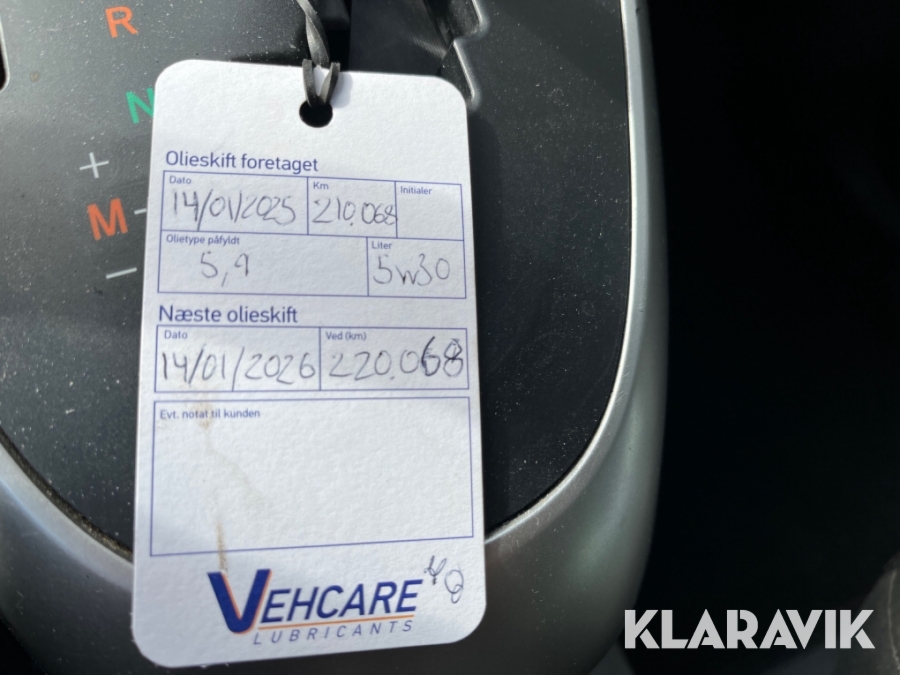 R
N
+
M
−
Olieskift foretaget
Dato Km Initialer
14/01/2025 210.068
Olietype påfyldt Liter
5,9 5w30
Næste olieskift
Dato Ved (km)
14/01/2026 220.068
Evt. notat til kunden
VEHCARE
LUBRICANTS
KLARAVIK